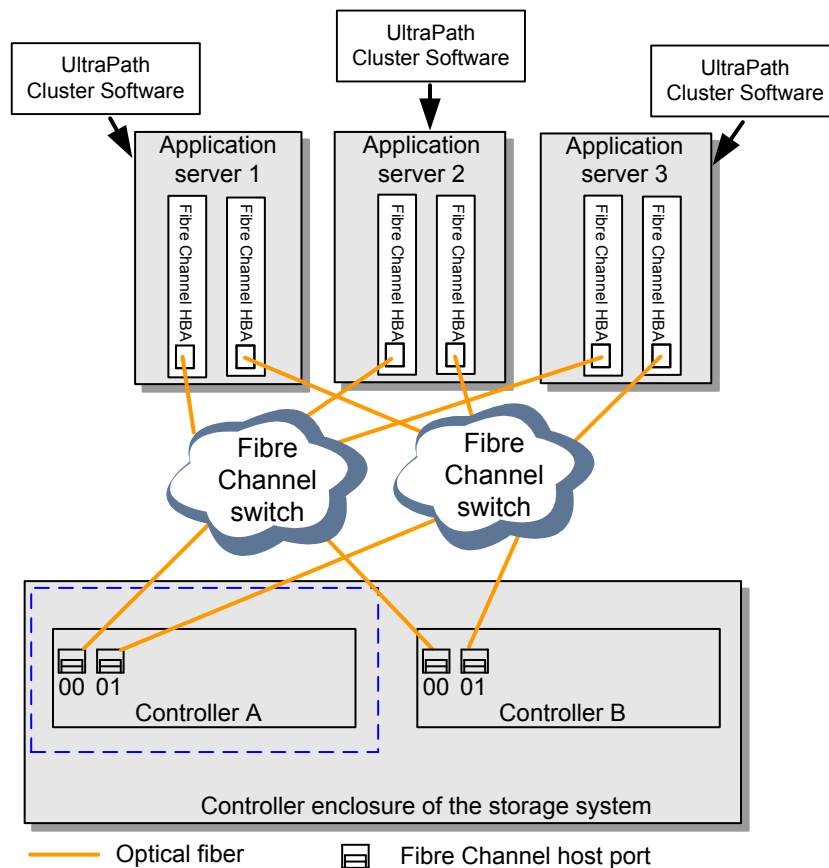 UltraPath
Cluster Software
UltraPath
Cluster Software
UltraPath
Cluster Software
Application
server 1
Application
server 2
Application
server 3
Fibre Channel HBA
Fibre Channel HBA
Fibre Channel HBA
Fibre Channel HBA
Fibre Channel HBA
Fibre Channel HBA
Fibre
Channel
switch
Fibre
Channel
switch
00 01
Controller A
00 01
Controller B
Controller enclosure of the storage system
Optical fiber
Fibre Channel host port